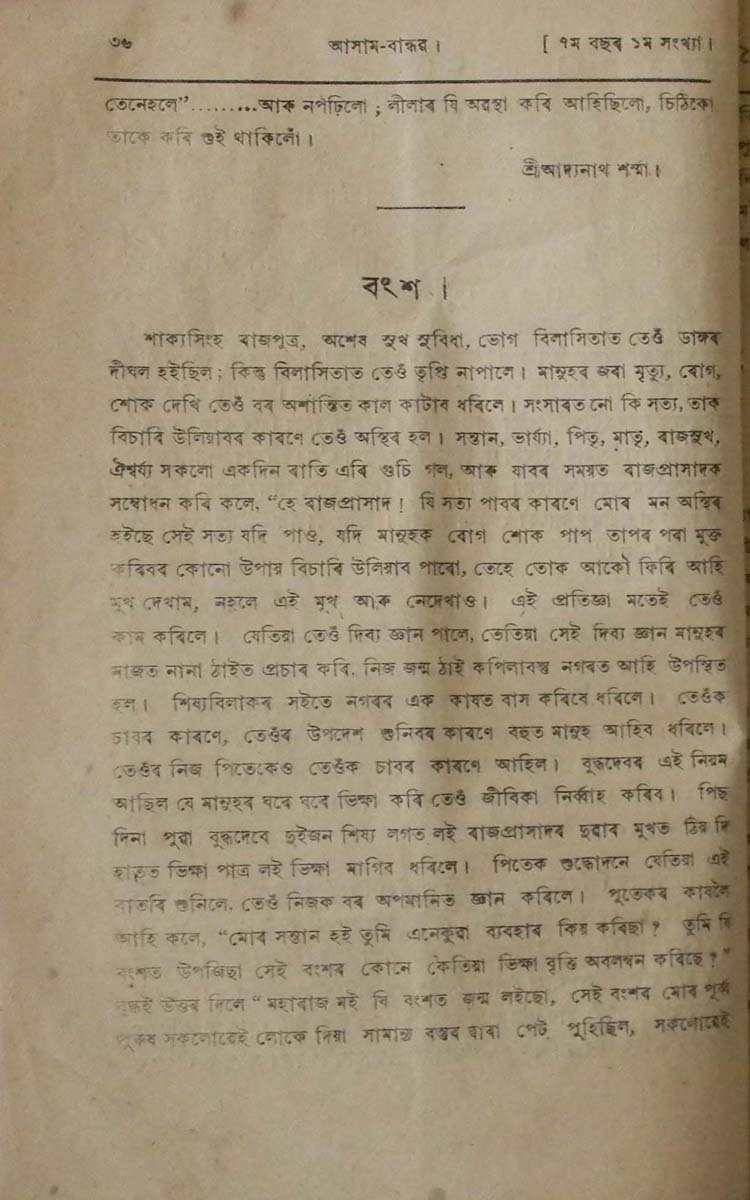 ৩৬ আসাম-বান্ধৱ। [ ৭ম বছৰ ১ম সংখ্যা।
তেনেহলে”.........আৰু নপঢ়িলো ; লীলাৰ যি অৱস্থা কৰি আহিছিলো, চিঠিকো
তাকে কৰি শুই থাকিলোঁ।
শ্ৰীআদ্যনাথ শৰ্ম্মা।
বংশ।
শাক্যসিংহ ৰাজপুত্ৰ, অশেষ সুখ সুবিধা, ভোগ বিলাসিতাত তেওঁ ডাঙ্গৰ
দীঘল হইছিল ; কিন্তু বিলাসিতাত তেওঁ তৃপ্তি নাপালে। মানুহৰ জৰা মৃত্যু, ৰোগ,
শোক দেখি তেওঁ বৰ অশান্তিত কাল কাটাব ধৰিলে। সংসাৰত নো কি সত্য, তাক
বিচাৰি উলিয়াবৰ কাৰণে তেওঁ অস্থিৰ হল। সন্তান, ভাৰ্য্যা, পিতৃ, মাতৃ, ৰাজসুখ,
ঐশ্বৰ্য্য সকলো একদিন ৰাতি এৰি গুচি গল, আৰু যাবৰ সময়ত ৰাজপ্ৰাসাদক
সম্বোধন কৰি কলে, “হে ৰাজপ্ৰাসাদ ! যি সত্য পাবৰ কাৰণে মোৰ মন অস্থিৰ
হইছে সেই সত্য যদি পাওঁ, যদি মানুহক ৰোগ শোক পাপ তাপৰ পৰা মুক্ত
কৰিবৰ কোনো উপায় বিচাৰি উলিয়াব পাৰো, তেহে তোক আকৌ ফিৰি আহি
মুখ দেখাম, নহলে এই মুখ আৰু নেদেখাও। এই প্ৰতিজ্ঞা মতেই তেওঁ
কাম কৰিলে। যেতিয়া তেওঁ দিব্য জ্ঞান পালে, তেতিয়া সেই দিব্য জ্ঞান মানুহৰ
মাজত নানা ঠাইত প্ৰচাৰ কৰি, নিজ জন্ম ঠাই কপিলাবস্তু নগৰত আহি উপস্থিত
হল। শিষ্যবিলাকৰ সইতে নগৰৰ এক কাষত বাস কৰিবে ধৰিলে। তেওঁক
চাবৰ কাৰণে, তেওঁৰ উপদেশ শুনিবৰ কাৰণে বহুত মানুহ আহিব ধৰিলে।
তেওঁৰ নিজ পিতেকেও তেওঁক চাবৰ কাৰণে আহিল। বুদ্ধদেবৰ এই নিয়ম
আছিল যে মানুহৰ ঘৰে ঘৰে ভিক্ষা কৰি তেওঁ জীৱিকা নিৰ্ব্বাহ কৰিব। পিছ
দিনা পুৱা বুদ্ধদেবে দুইজন শিষ্য লগত লই ৰাজপ্ৰাসাদৰ দুৱাৰ মুখত ঠিয় দি
হাতত ভিক্ষা পাত্ৰ লই ভিক্ষা মাগিব ধৰিলে। পিতেক শুদ্ধোদনে যেতিয়া এই
বাতৰি শুনিলে, তেওঁ নিজক বৰ অপমানিত জ্ঞান কৰিলে। পুতেকৰ কাষলৈ
আহি কলে, “মোৰ সন্তান হই তুমি এনেকুৱা ব্যবহাৰ কিয় কৰিছা ? তুমি যি
বংশত উপজিছা সেই বংশৰ কোনে কেতিয়া ভিক্ষা বৃত্তি অবলম্বন কৰিছে ?”
বুদ্ধই উত্তৰ দিলে “মহাৰাজ মই যি বংশত জন্ম লইছো, সেই বংশৰ মোৰ পূৰ্ব্ব
পুৰুষ সকলোৱেই লোকে দিয়া সামান্য বস্তুৰ দ্বাৰা পেট পুহিছিল, সকলোৱেই